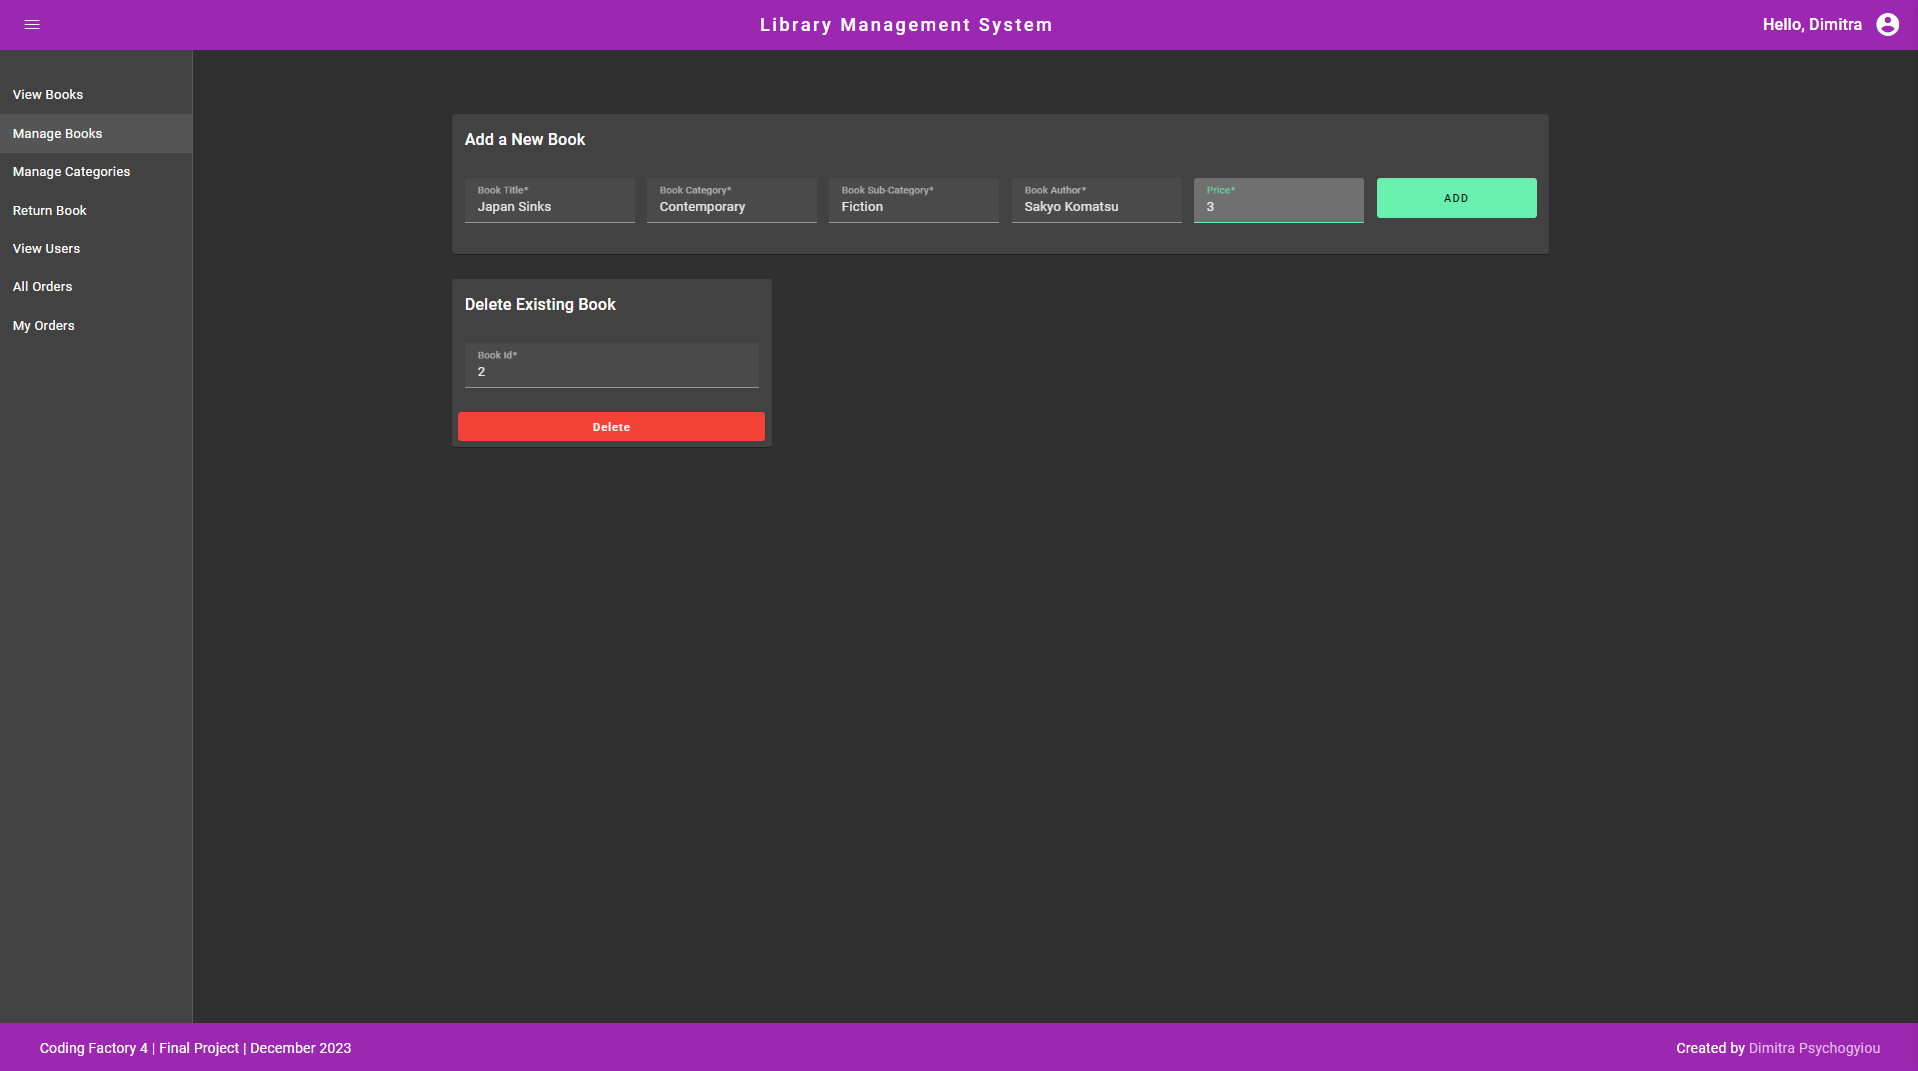 Library Management System
Hello, Dimitra
View Books
Manage Books
Manage Categories
Return Book
View Users
All Orders
My Orders
Add a New Book
Book Title*
Japan Sinks
Book Category*
Contemporary
Book Sub-Category*
Fiction
Book Author*
Sakyo Komatsu
Price*
3
ADD
Delete Existing Book
Book Id*
2
Delete
Coding Factory 4 | Final Project | December 2023
Created by Dimitra Psychogyiou